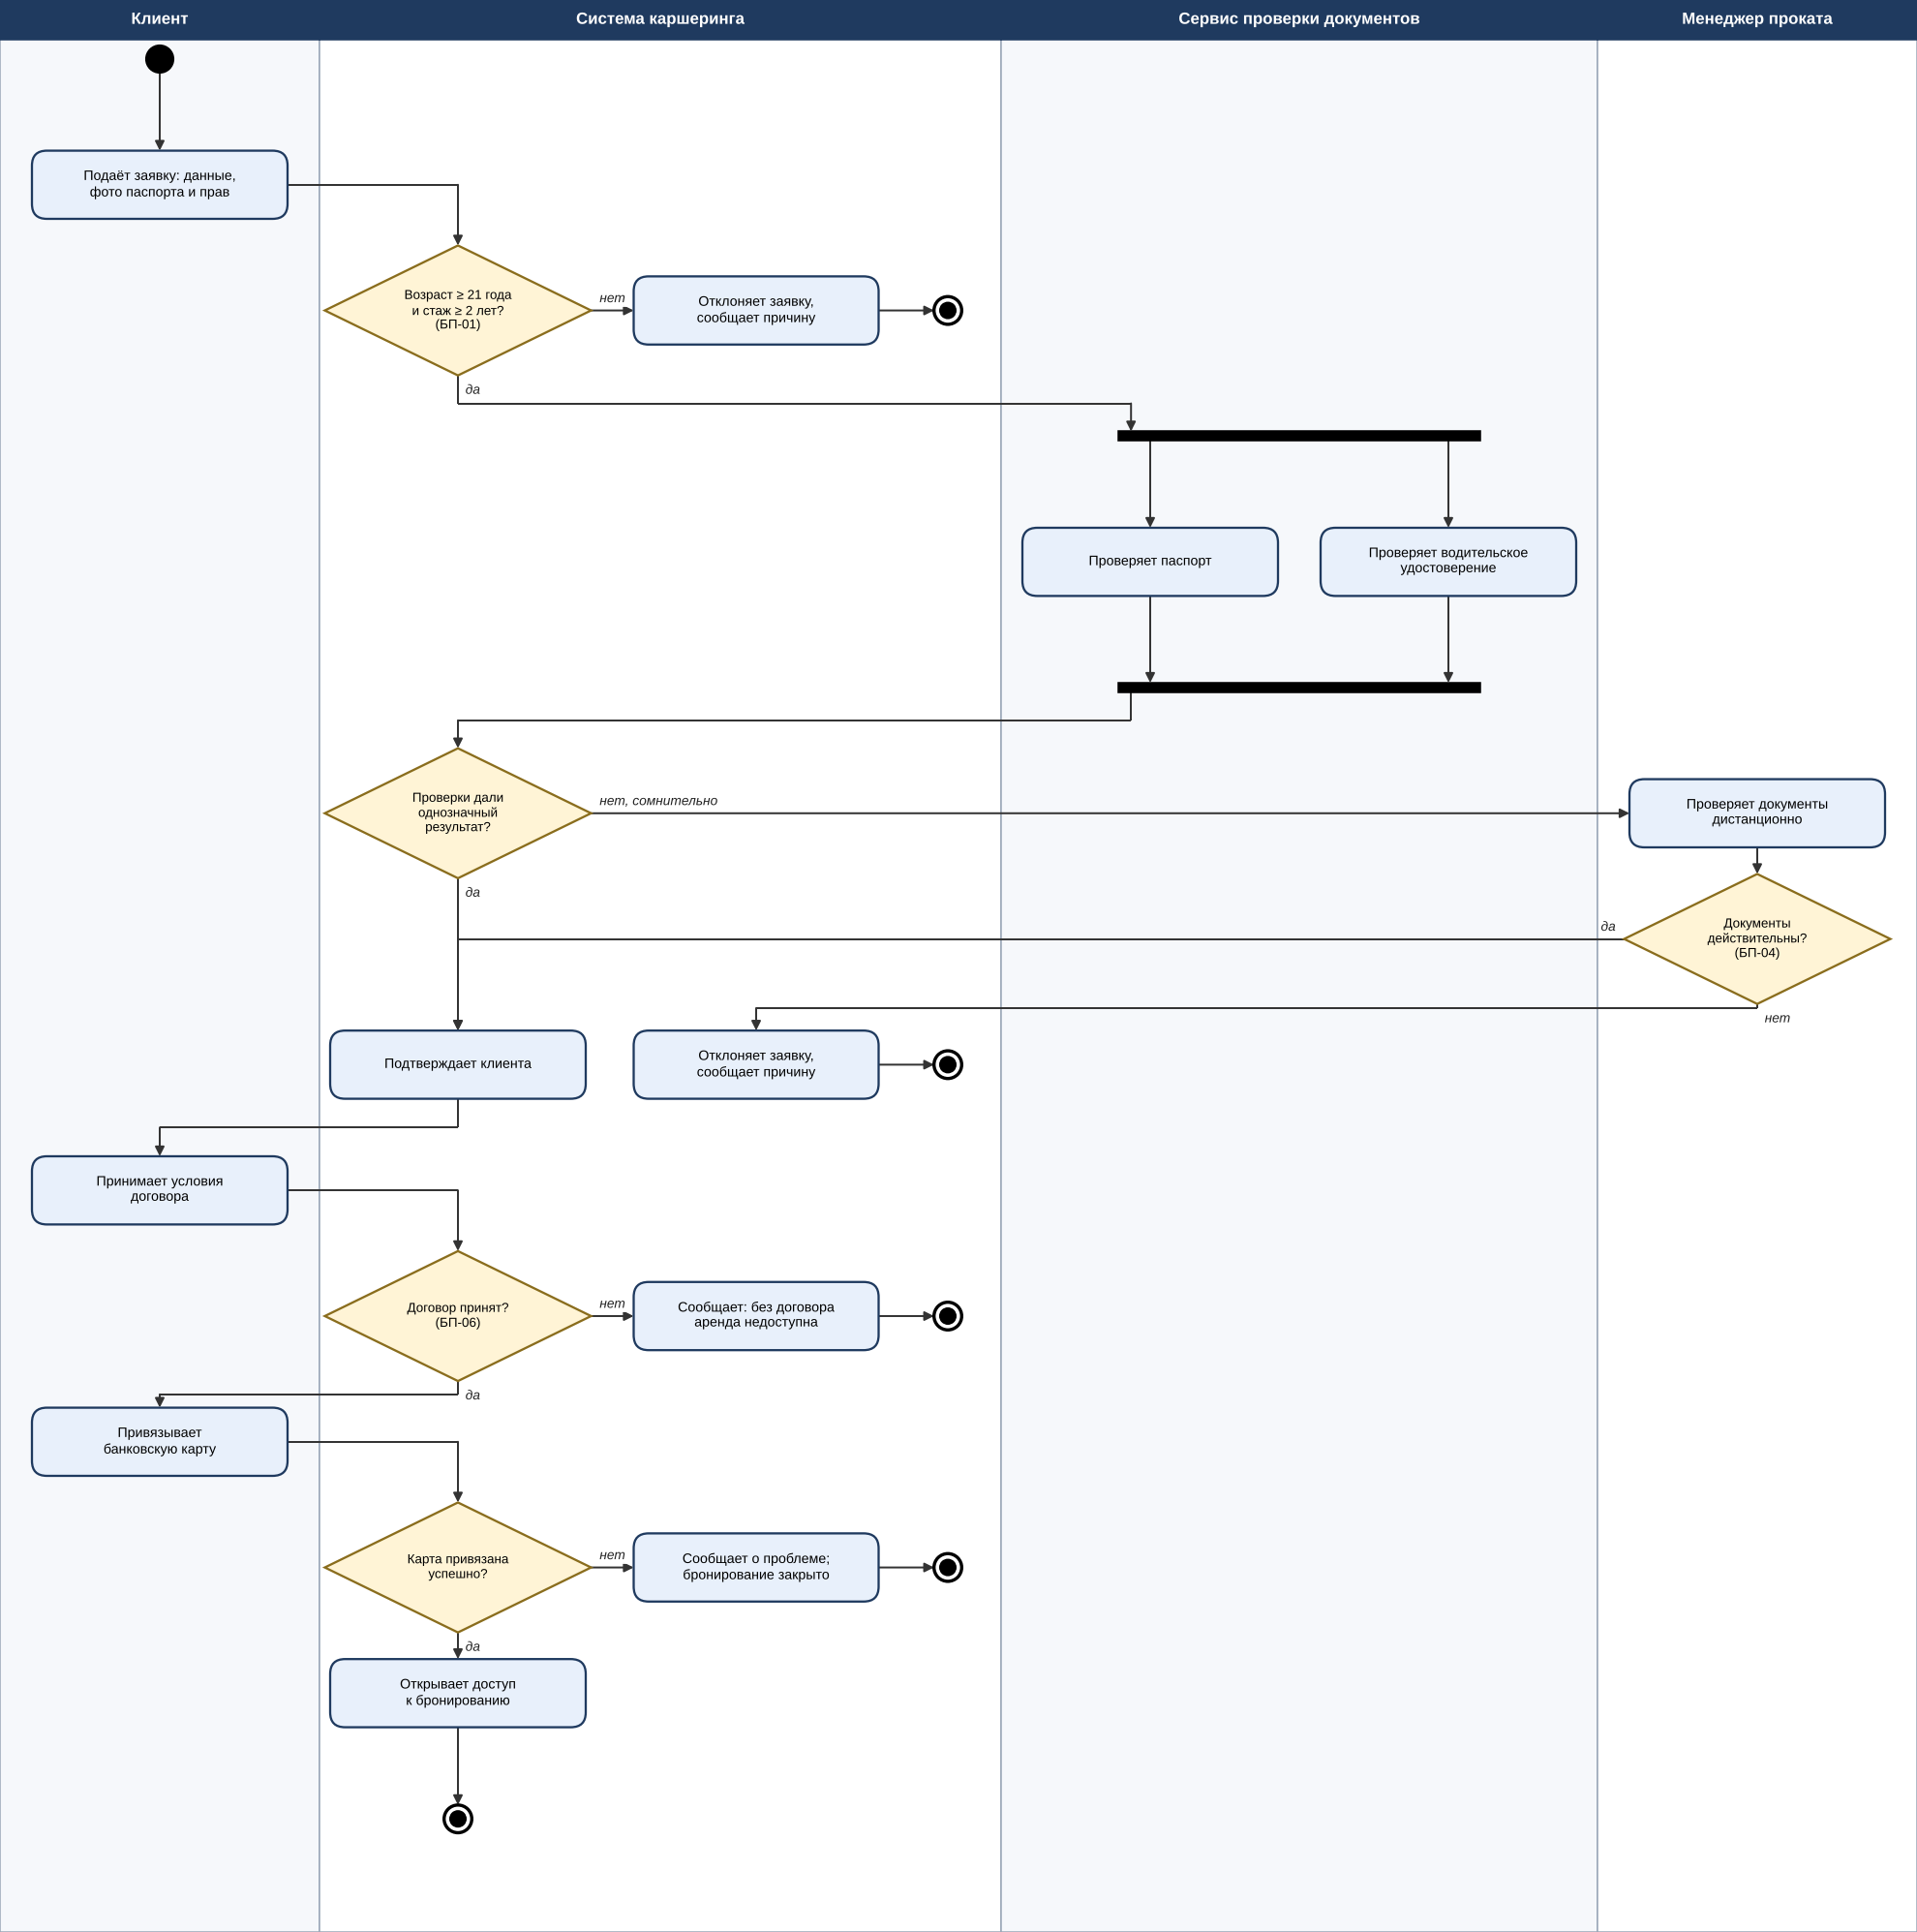 Клиент
Система каршеринга
Сервис проверки документов
Менеджер проката
Подаёт заявку: данные,
фото паспорта и прав
Возраст ≥ 21 года
и стаж ≥ 2 лет?
(БП-01)
нет
Отклоняет заявку,
сообщает причину
да
Проверяет паспорт
Проверяет водительское
удостоверение
Проверки дали
однозначный
результат?
нет, сомнительно
Проверяет документы
дистанционно
да
Документы
действительны?
(БП-04)
да
нет
Подтверждает клиента
Отклоняет заявку,
сообщает причину
Принимает условия
договора
Договор принят?
(БП-06)
нет
Сообщает: без договора
аренда недоступна
да
Привязывает
банковскую карту
Карта привязана
успешно?
нет
Сообщает о проблеме;
бронирование закрыто
да
Открывает доступ
к бронированию